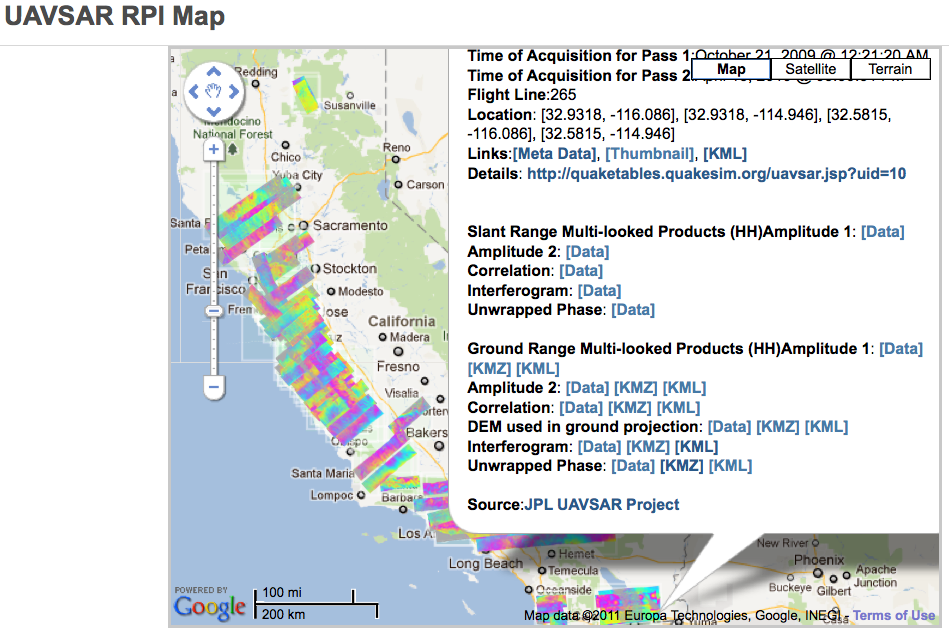 UAVSAR RPI Map
Time of Acquisition for Pass 1:October 21, 2009 @ 12:21:20 AM
Time of Acquisition for Pass 2
Map
Satellite
Terrain
Flight Line:265
Location: [32.9318, -116.086], [32.9318, -114.946], [32.5815,
-116.086], [32.5815, -114.946]
Links:[Meta Data], [Thumbnail], [KML]
Details: http://quaketables.quakesim.org/uavsar.jsp?uid=10
Slant Range Multi-looked Products (HH)Amplitude 1: [Data]
Amplitude 2: [Data]
Correlation: [Data]
Interferogram: [Data]
Unwrapped Phase: [Data]
Ground Range Multi-looked Products (HH)Amplitude 1: [Data]
[KMZ] [KML]
Amplitude 2: [Data] [KMZ] [KML]
Correlation: [Data] [KMZ] [KML]
DEM used in ground projection: [Data] [KMZ] [KML]
Interferogram: [Data] [KMZ] [KML]
Unwrapped Phase: [Data] [KMZ] [KML]
Source:JPL UAVSAR Project
Redding
Susanville
National Forest
Chico
Reno
Yuba City
Carson
Santa
Sacramento
San
Francisco
Stockton
Modesto
California
Madera
Fresno
Visalia
Bakers
Santa Maria
Lompoc
Barbara
Los A
Long Beach
Hemet
Temecula
Oceanside
New River
Phoenix
Apache
Junction
Buckeye
Gilbert
Yuma
Casa
POWERED BY
Google
100 mi
200 km
Map data ©2011 Europa Technologies, Google, INEGI - Terms of Use